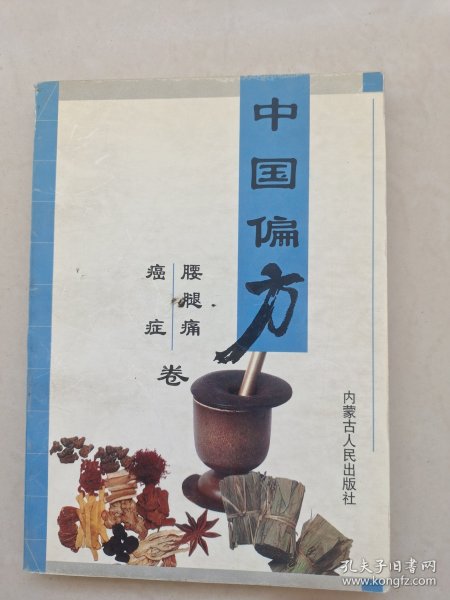 中国偏方
腰腿痛
癌症
卷
内蒙古人民出版社
孔夫子旧书网
www.kongfz.com